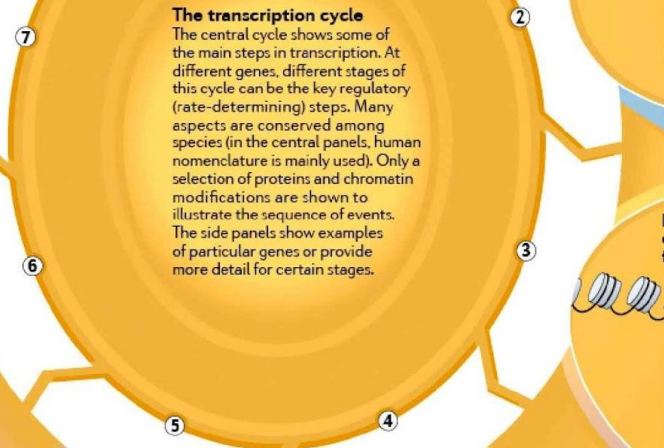 The transcription cycle
The central cycle shows some of
the main steps in transcription. At
different genes, different stages of
this cycle can be the key regulatory
(rate-determining) steps. Many
aspects are conserved among
species (in the central panels, human
nomenclature is mainly used). Only a
selection of proteins and chromatin
modifications are shown to
illustrate the sequence of events.
The side panels show examples
of particular genes or provide
more detail for certain stages.
2
3
4
5
6
7